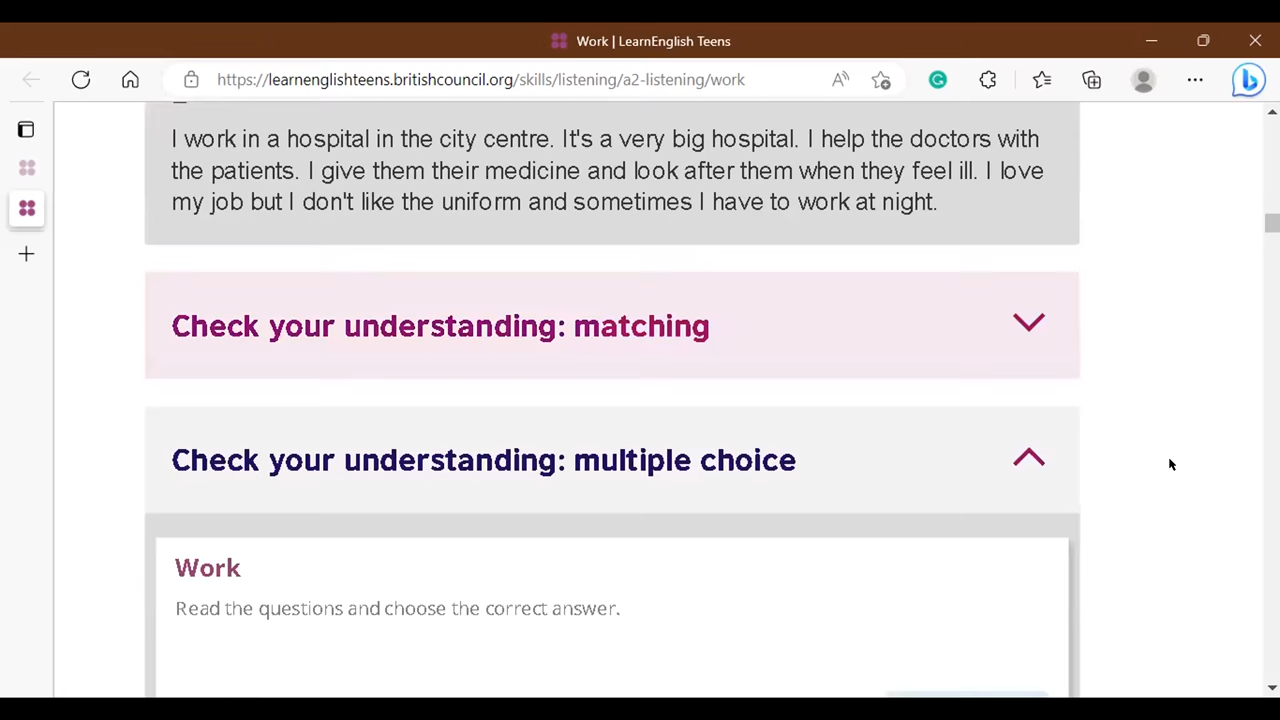 Work | LearnEnglish Teens
https://learnenglishteens.britishcouncil.org/skills/listening/a2-listening/work
I work in a hospital in the city centre. It's a very big hospital. I help the doctors with
the patients. I give them their medicine and look after them when they feel ill. I love
my job but I don't like the uniform and sometimes I have to work at night.
Check your understanding: matching
Check your understanding: multiple choice
Work
Read the questions and choose the correct answer.